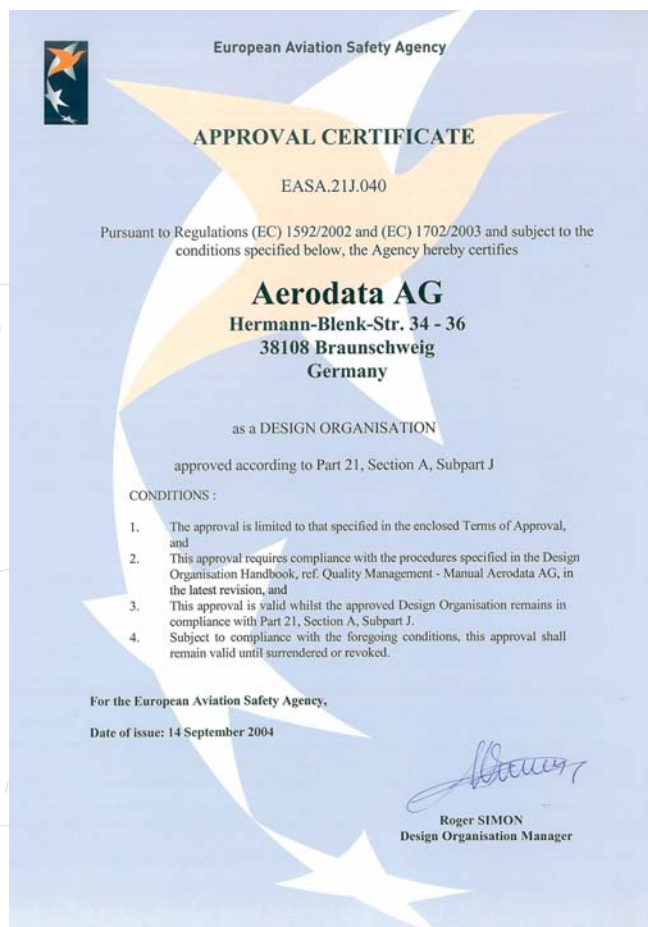 European Aviation Safety Agency
APPROVAL CERTIFICATE
EASA.21J.040
Pursuant to Regulations (EC) 1592/2002 and (EC) 1702/2003 and subject to the
conditions specified below, the Agency hereby certifies
Aerodata AG
Hermann-Blenk-Str. 34 - 36
38108 Braunschweig
Germany
as a DESIGN ORGANISATION
approved according to Part 21, Section A, Subpart J
CONDITIONS :
1. The approval is limited to that specified in the enclosed Terms of Approval,
and
2. This approval requires compliance with the procedures specified in the Design
Organisation Handbook, ref. Quality Management - Manual Aerodata AG, in
the latest revision, and
3. This approval is valid whilst the approved Design Organisation remains in
compliance with Part 21, Section A, Subpart J.
4. Subject to compliance with the foregoing conditions, this approval shall
remain valid until surrendered or revoked.
For the European Aviation Safety Agency,
Date of issue: 14 September 2004
Roger SIMON
Design Organisation Manager